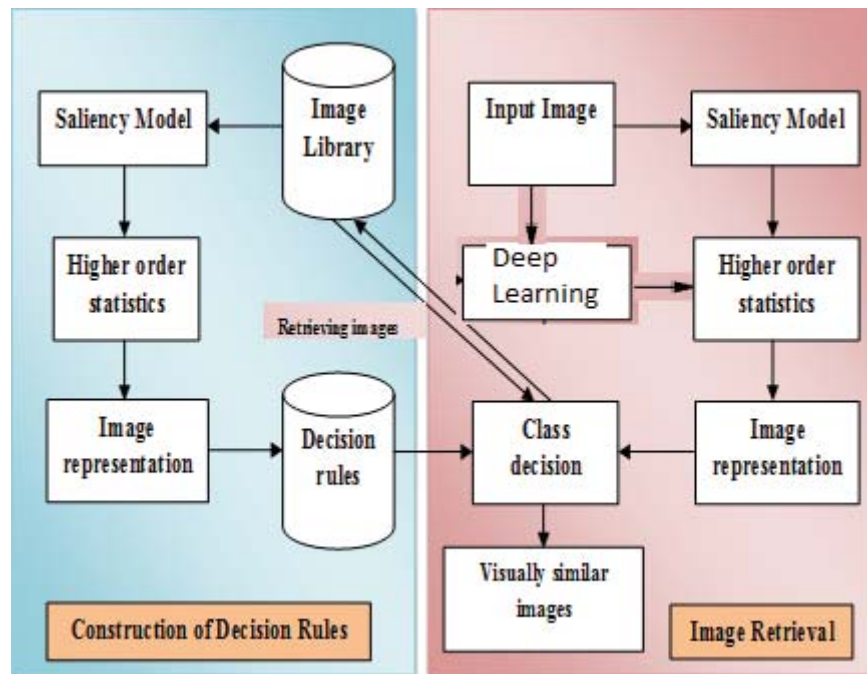 Saliency Model
Image
Library
Higher order
statistics
Retrieving images
Image
representation
Decision
rules
Construction of Decision Rules
Input Image
Saliency Model
Deep
Learning
Higher order
statistics
Class
decision
Image
representation
Visually similar
images
Image Retrieval